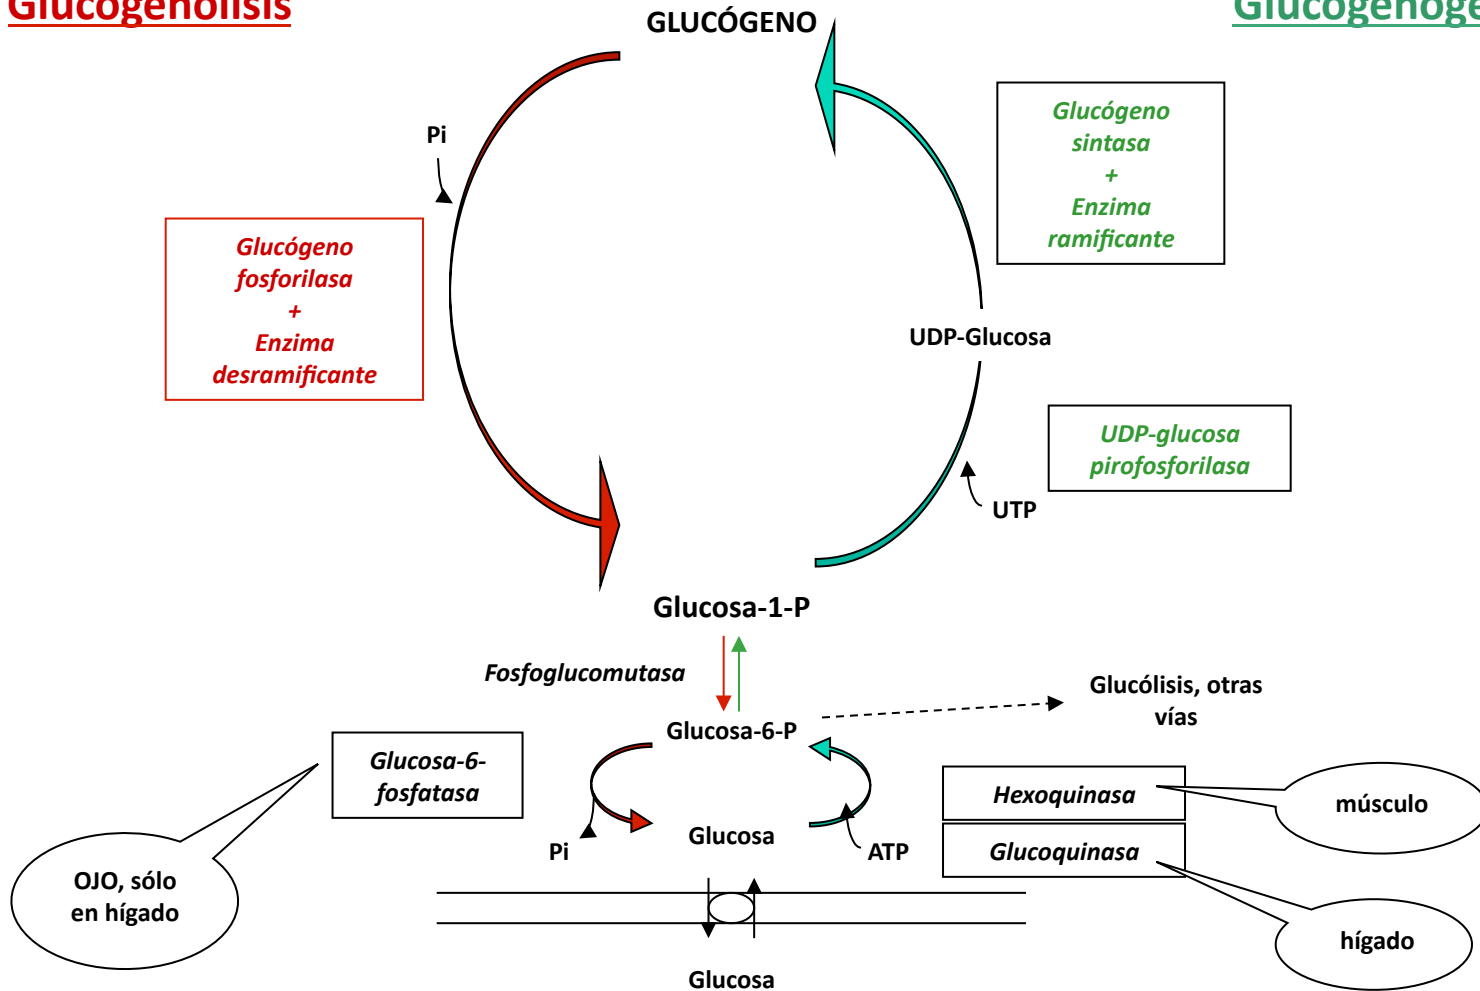 Glucogenólisis
GLUCÓGENO
Glucógeno
sintasa
+
Enzima
ramificante
Pi
Glucógeno
fosforilasa
+
Enzima
desramificante
UDP-Glucosa
UDP-glucosa
pirofosforilasa
UTP
Glucosa-1-P
Fosfoglucomutasa
Glucólisis, otras
vías
Glucosa-6-P
Glucosa-6-
fosfatasa
Hexoquinasa
músculo
Glucosa
Pi
ATP
Glucoquinasa
OJO, sólo
en hígado
hígado
Glucosa